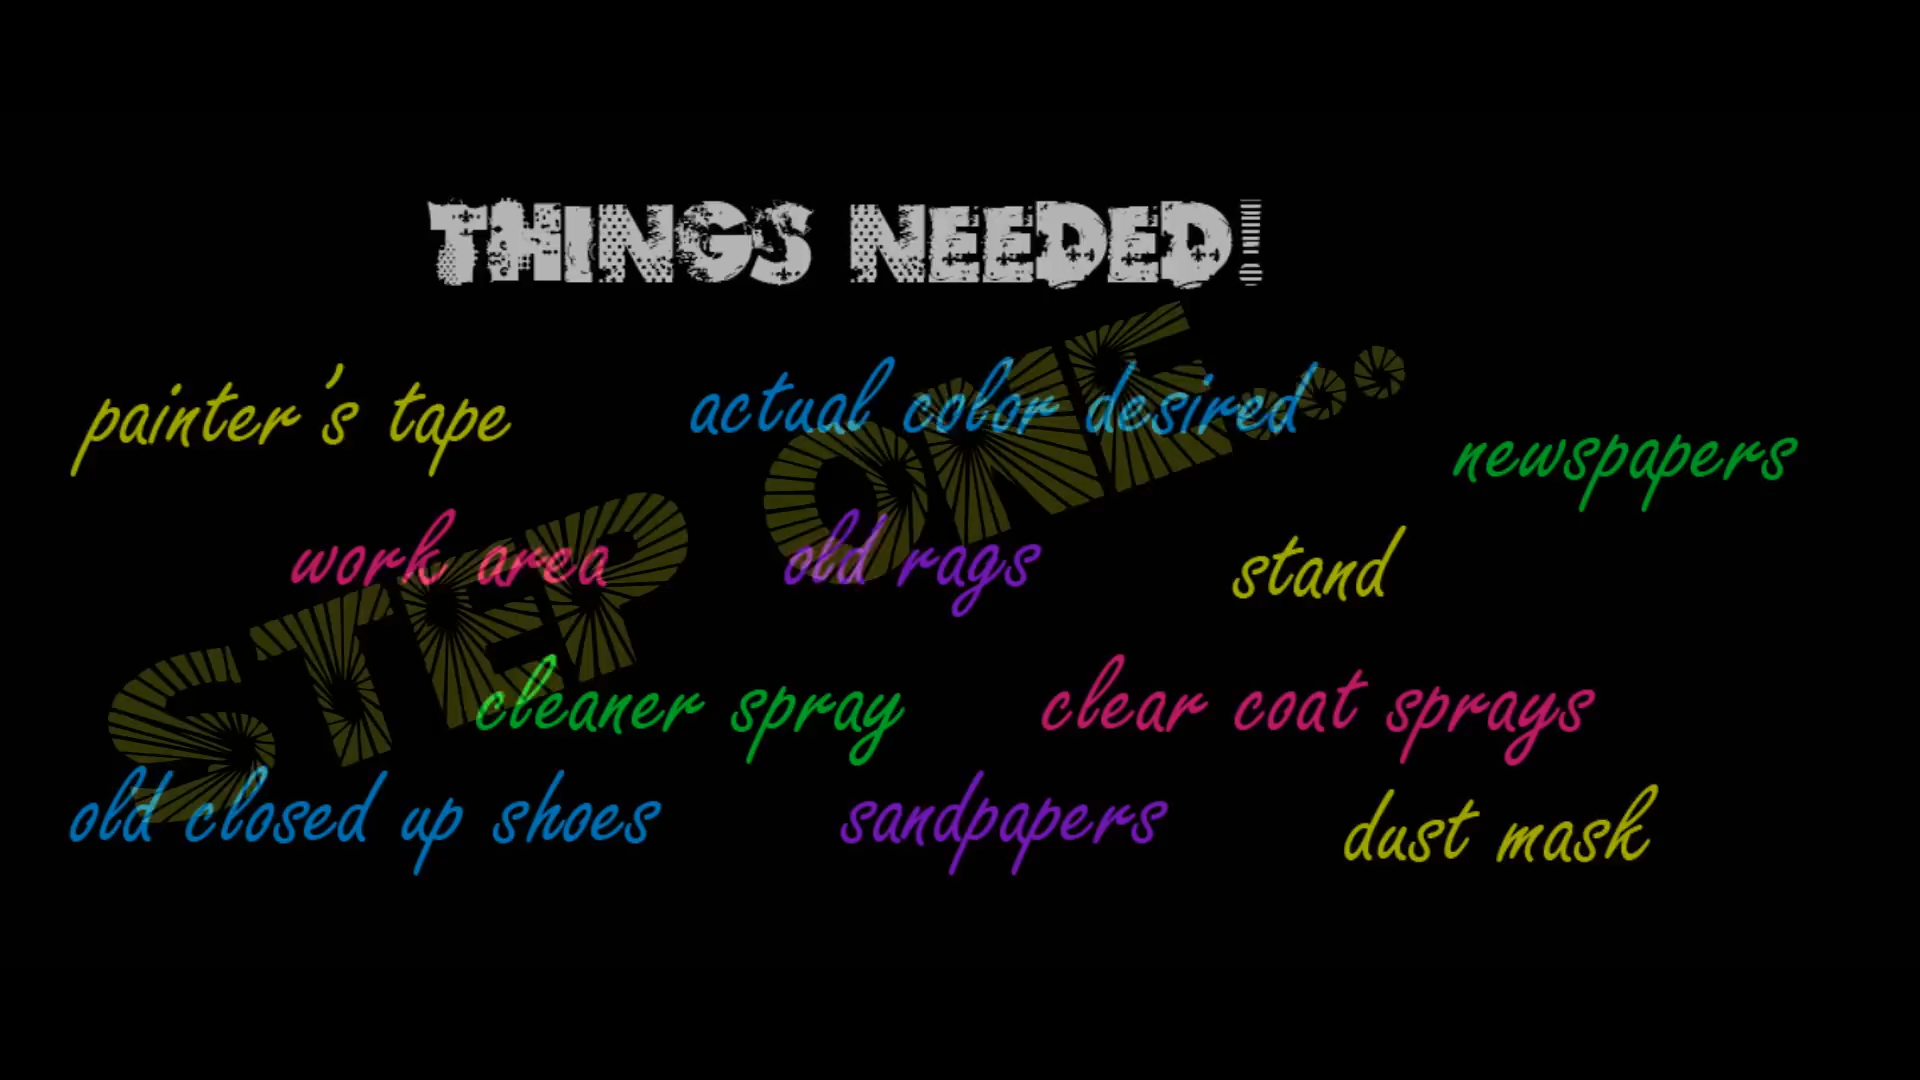 THINGS NEEDED!
painter's tape
actual color desired
newspapers
work area
old rags
stand
STEP ONE...
cleaner spray
clear coat sprays
old closed up shoes
sandpapers
dust mask